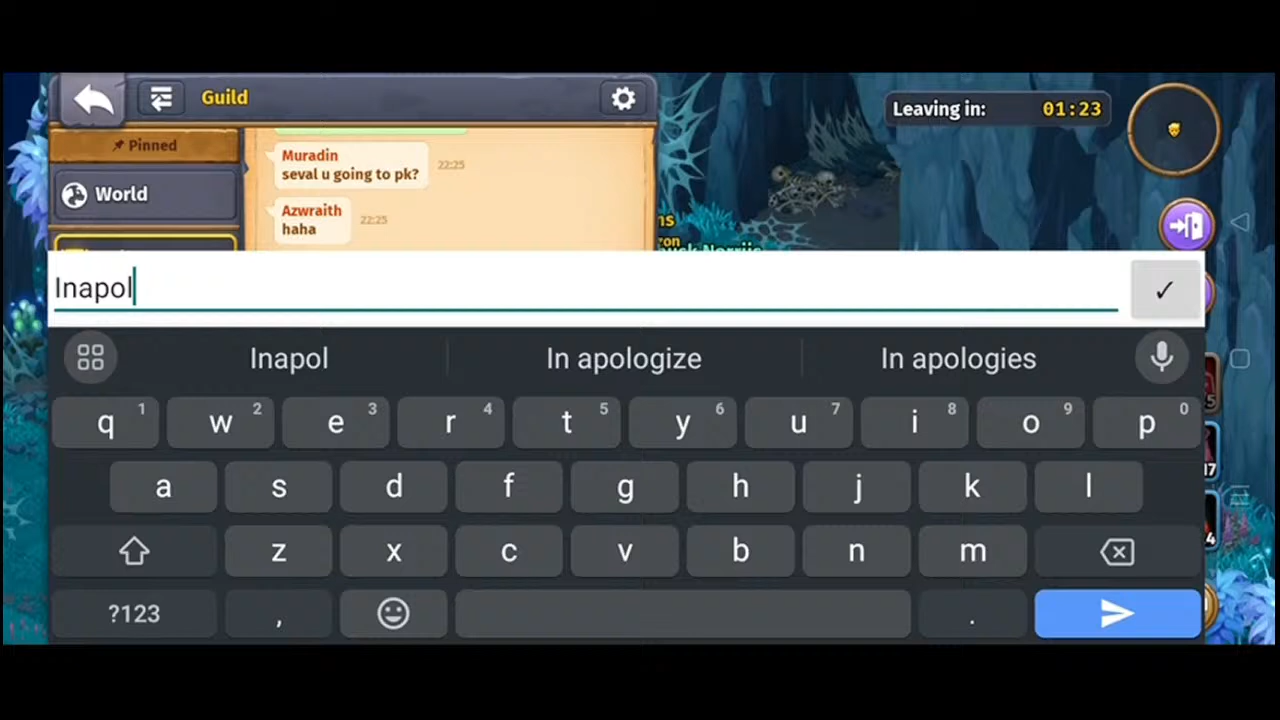 Guild
Leaving in: 01:23
Pinned
World
Muradin
seval u going to pk?
22:25
Azwraith
haha
22:25
Inapol
✓
Inapol
In apologize
In apologies
q 1 w 2 e 3 r 4 t 5 y 6 u 7 i 8 o 9 p 0
a s d f g h j k l
z x c v b n m
?123 , .
17